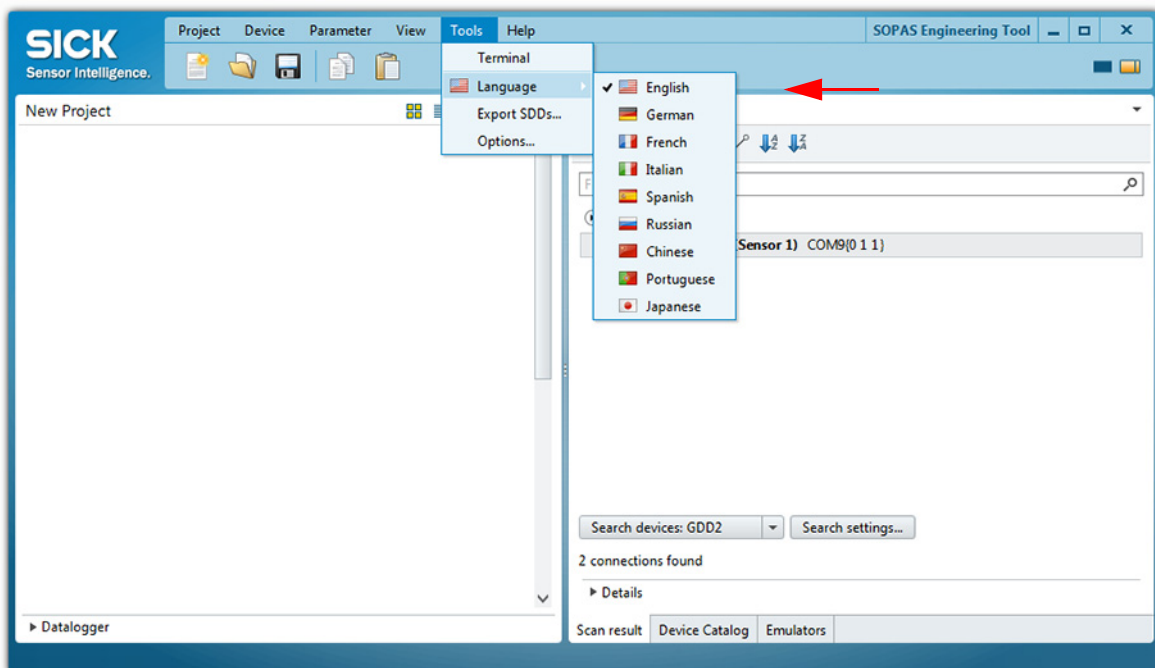 SICK
Sensor Intelligence.
Project Device Parameter View Tools Help
SOPAS Engineering Tool
Terminal
Language
Export SDDs...
Options...
English
German
French
Italian
Spanish
Russian
Chinese
Portuguese
Japanese
New Project
Sensor 1) COM9{0 1 1}
Search devices: GDD2
Search settings...
2 connections found
Details
Datalogger
Scan result Device Catalog Emulators